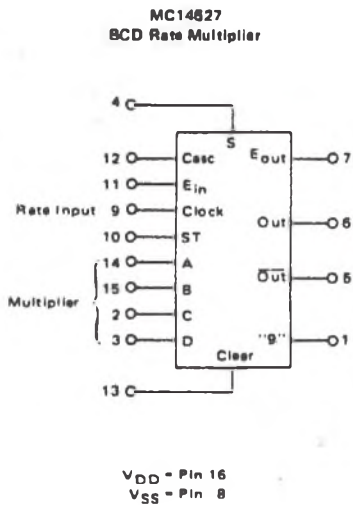 MC14527
BCD Rate Multiplier
4
S
12 Casc
Eout 7
11 Ein
Rate Input 9 Clock
Out 6
10 ST
14 A
Out 5
Multiplier
15 B
2 C
3 D
"9" 1
Clear
13
VDD = Pin 16
VSS = Pin 8